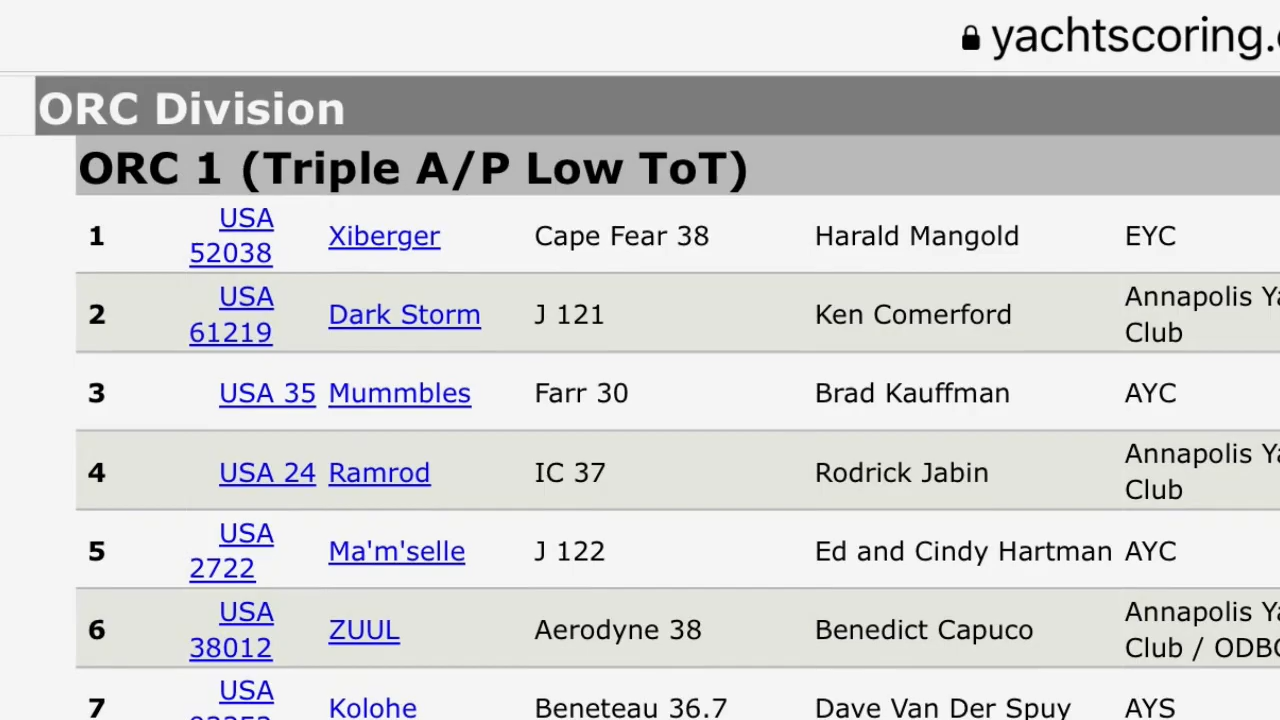 yachtscoring.
ORC Division
ORC 1 (Triple A/P Low ToT)
1 USA 52038 Xiberger Cape Fear 38 Harald Mangold EYC
2 USA 61219 Dark Storm J 121 Ken Comerford Annapolis Club
3 USA 35 Mummbles Farr 30 Brad Kauffman AYC
4 USA 24 Ramrod IC 37 Rodrick Jabin Annapolis Club
5 USA 2722 Ma'm'selle J 122 Ed and Cindy Hartman AYC
6 USA 38012 ZUUL Aerodyne 38 Benedict Capuco Annapolis Club /
7 USA Kolohe Beneteau 36.7 Dave Van Der Spuy AYS